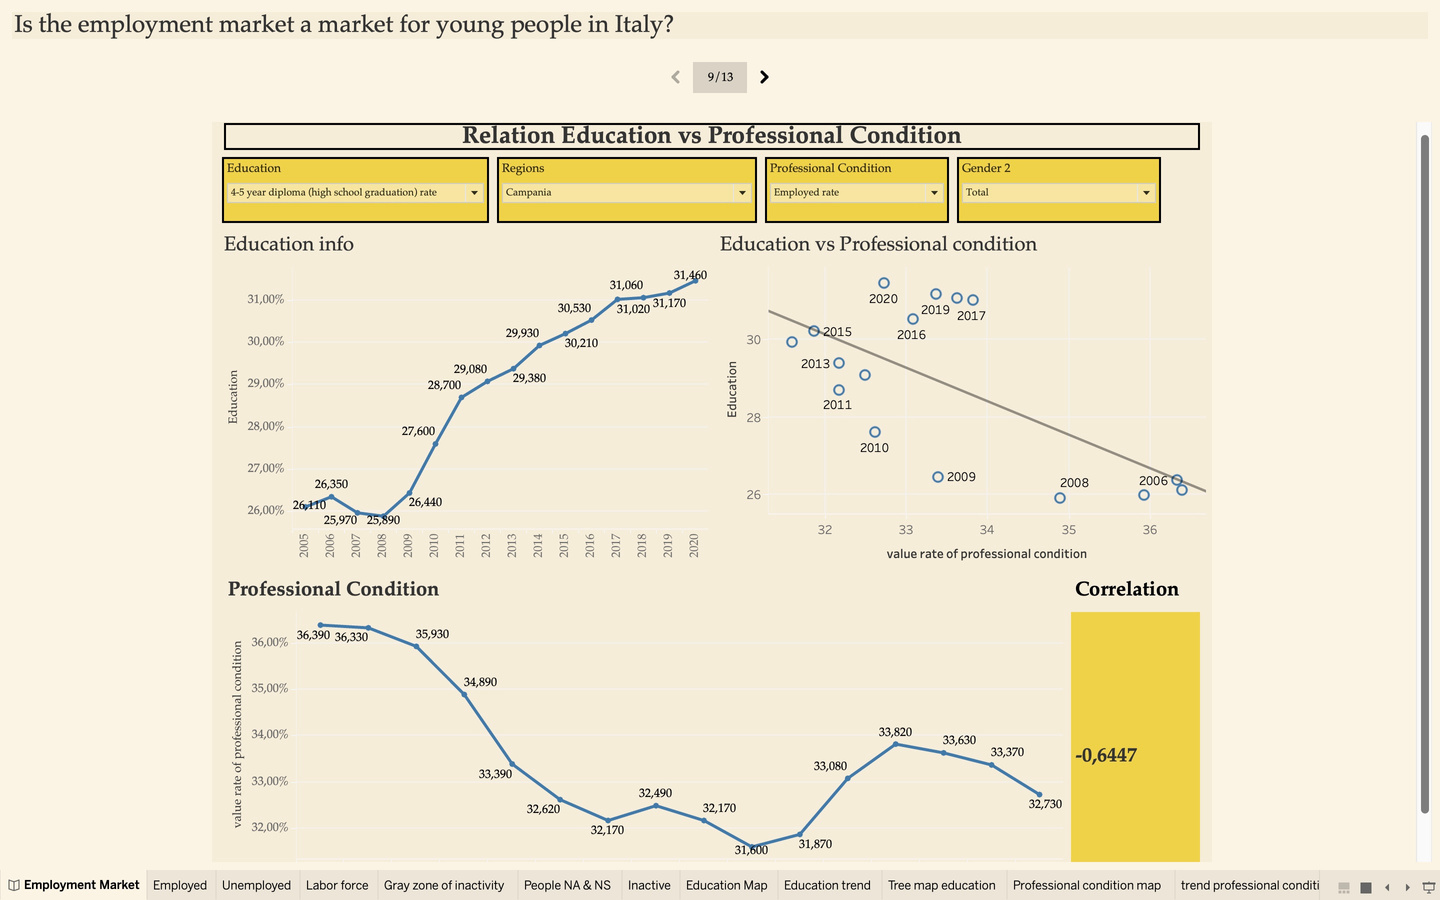 Is the employment market a market for young people in Italy?
9/13
Relation Education vs Professional Condition
Education
4-5 year diploma (high school graduation) rate
Regions
Campania
Professional Condition
Employed rate
Gender 2
Total
Education info
31,00%
30,00%
29,00%
28,00%
27,00%
26,00%
Education
26,110
26,350
25,970
25,890
26,440
27,600
28,700
29,080
29,380
29,930
30,210
30,530
31,060
31,020
31,170
31,460
2005
2006
2007
2008
2009
2010
2011
2012
2013
2014
2015
2016
2017
2018
2019
2020
Education vs Professional condition
Education
30
28
26
2020
2019
2017
2016
2015
2013
2011
2010
2009
2008
2006
32
33
34
35
36
value rate of professional condition
Professional Condition
value rate of professional condition
36,00%
35,00%
34,00%
33,00%
32,00%
36,390
36,330
35,930
34,890
33,390
32,620
32,170
32,490
32,170
31,600
31,870
33,080
33,820
33,630
33,370
32,730
Correlation
-0,6447
Employment Market
Employed
Unemployed
Labor force
Gray zone of inactivity
People NA & NS
Inactive
Education Map
Education trend
Tree map education
Professional condition map
trend professional conditi